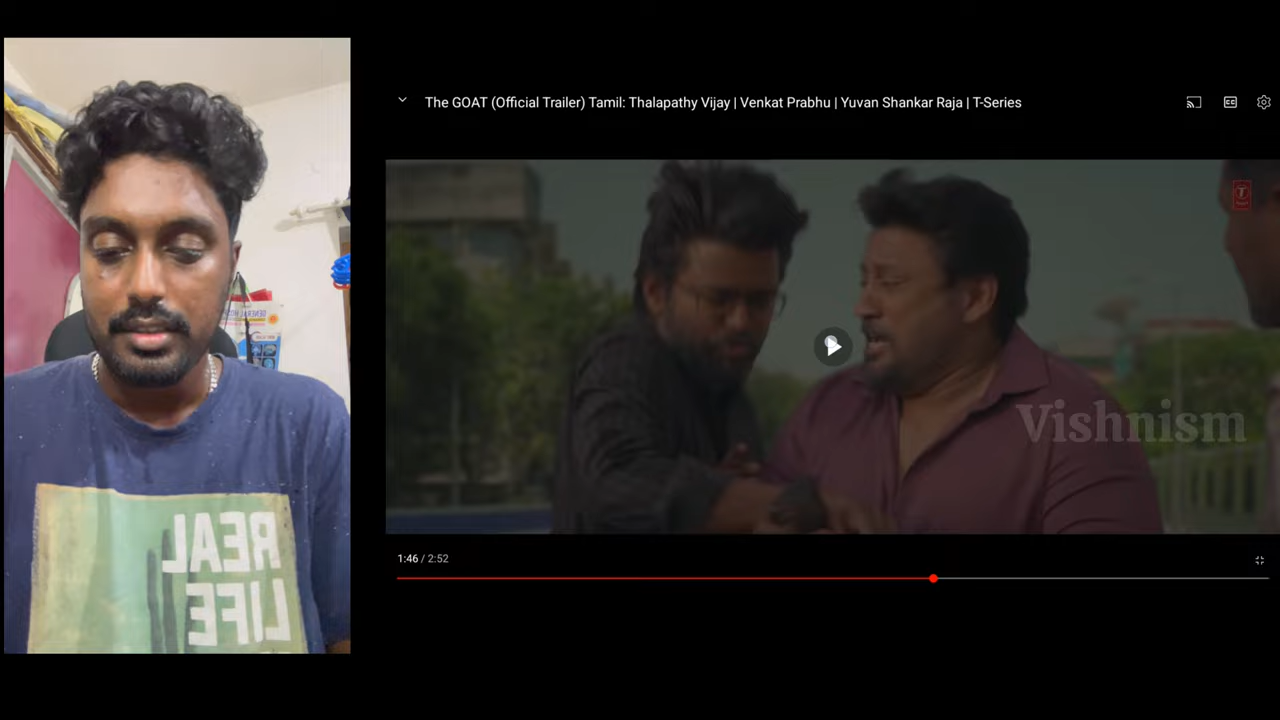 The GOAT (Official Trailer) Tamil: Thalapathy Vijay | Venkat Prabhu | Yuvan Shankar Raja | T-Series
CC
Vishnism
1:46 / 2:52
REAL
LIFE